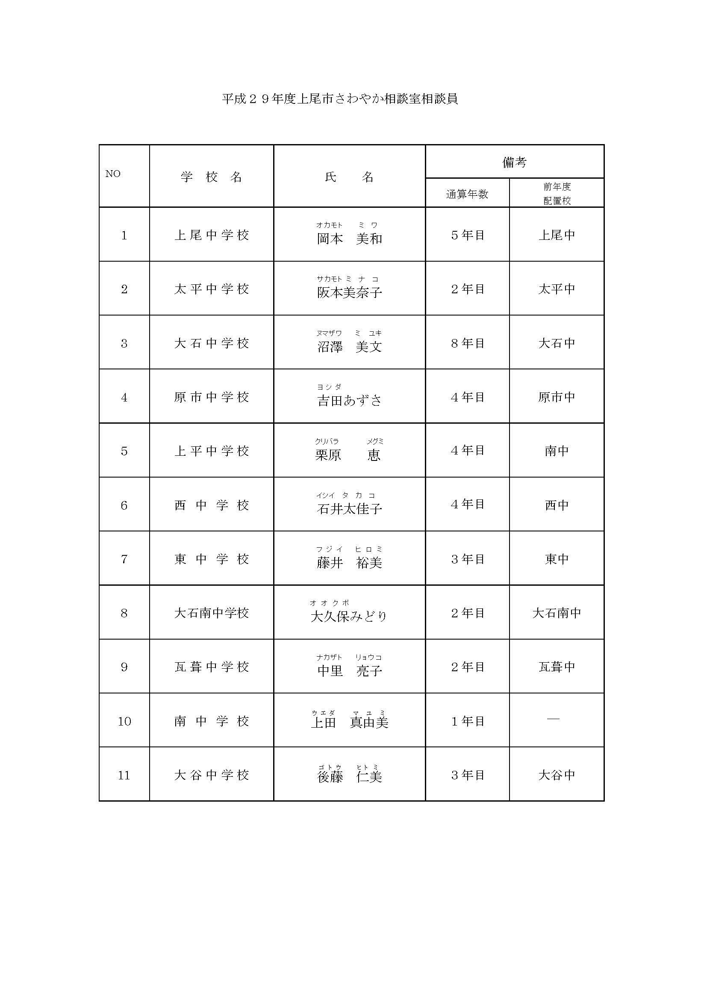 平成２９年度上尾市さわやか相談室相談員
NO 学 校 名 氏 名 備考
通算年数 前年度
配置校
オカモト ミ ワ
1 上尾中学校 岡本 美和 ５年目 上尾中
サカモト ミ ナ コ
2 太平中学校 阪本美奈子 ２年目 太平中
ヌマザワ ミ ユキ
3 大石中学校 沼澤 美文 ８年目 大石中
ヨシダ
4 原市中学校 吉田あずさ ４年目 原市中
クリバラ メグミ
5 上平中学校 栗原 恵 ４年目 南中
イシイ タ カ コ
6 西中学校 石井太佳子 ４年目 西中
フジイ ヒロミ
7 東中学校 藤井 裕美 ３年目 東中
オオクボ
8 大石南中学校 大久保みどり ２年目 大石南中
ナカザト リョウコ
9 瓦葺中学校 中里 亮子 ２年目 瓦葺中
ウエダ マ ユ ミ
10 南中学校 上田 真由美 １年目 ―
ゴトウ ヒトミ
11 大谷中学校 後藤 仁美 ３年目 大谷中